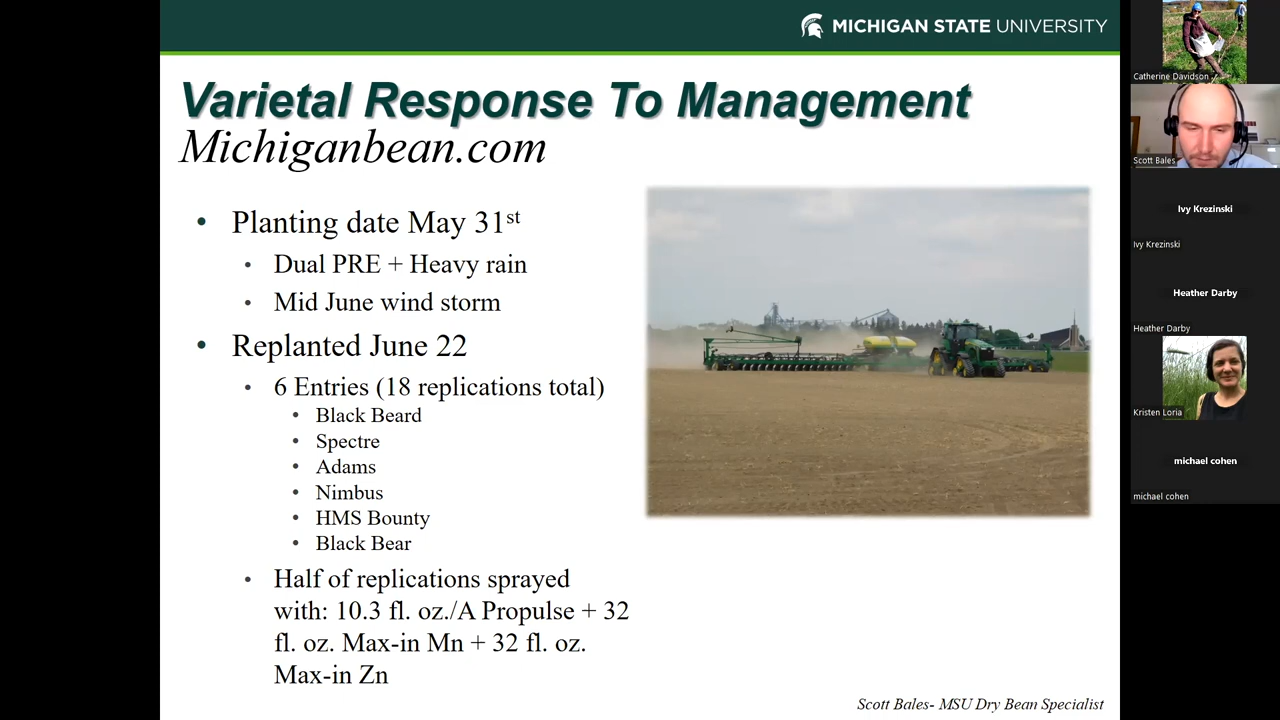 MICHIGAN STATE UNIVERSITY
Varietal Response To Management
Michiganbean.com
• Planting date May 31st
• Dual PRE + Heavy rain
• Mid June wind storm
• Replanted June 22
• 6 Entries (18 replications total)
• Black Beard
• Spectre
• Adams
• Nimbus
• HMS Bounty
• Black Bear
• Half of replications sprayed
with: 10.3 fl. oz./A Propulse + 32
fl. oz. Max-in Mn + 32 fl. oz.
Max-in Zn
Scott Bales- MSU Dry Bean Specialist
Catherine Davidson
Scott Bales
Ivy Krezinski
Ivy Krezinski
Heather Darby
Heather Darby
Kristen Loria
michael cohen
michael cohen